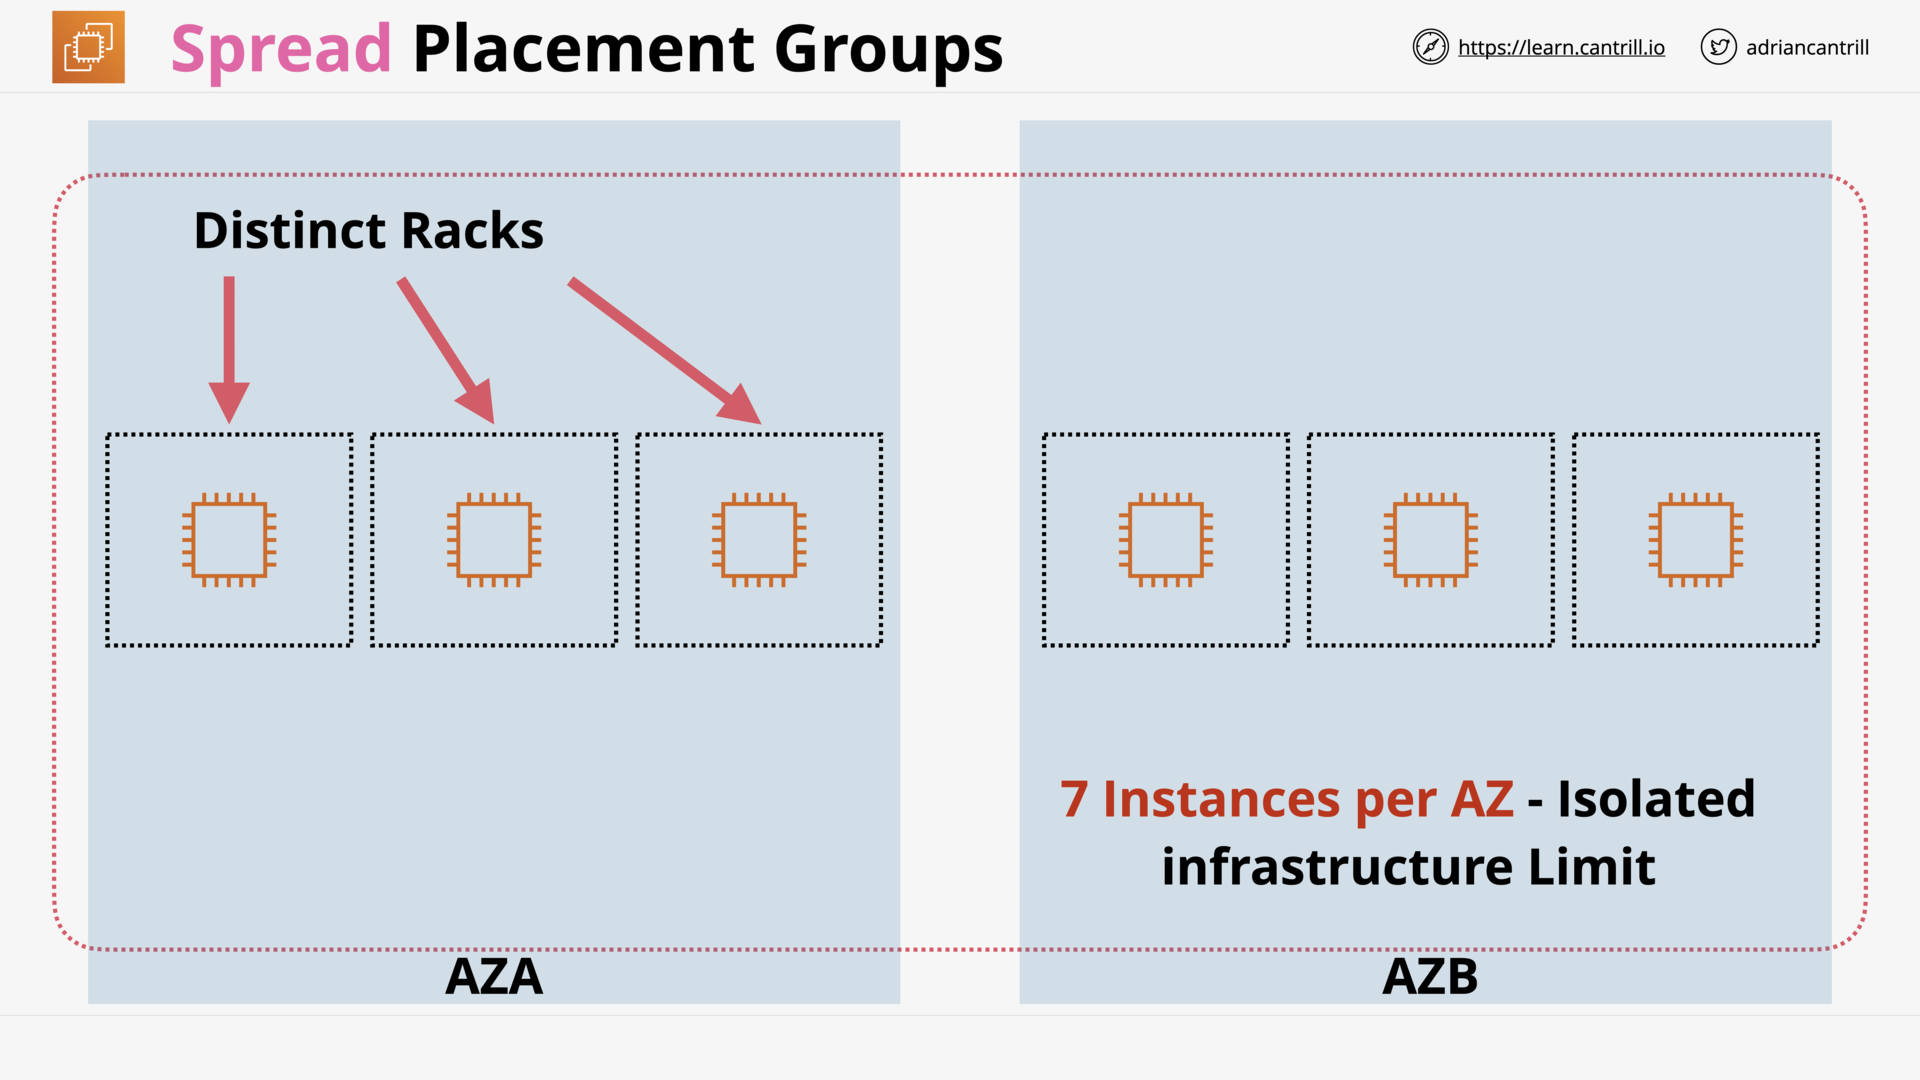 Spread Placement Groups
https://learn.cantrill.io
adriancantrill
Distinct Racks
7 Instances per AZ - Isolated
infrastructure Limit
AZA
AZB